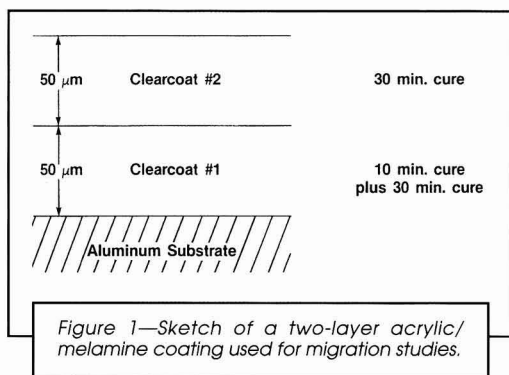 50 μm Clearcoat #2 30 min. cure
50 μm Clearcoat #1 10 min. cure
plus 30 min. cure
Aluminum Substrate
Figure 1—Sketch of a two-layer acrylic/
melamine coating used for migration studies.